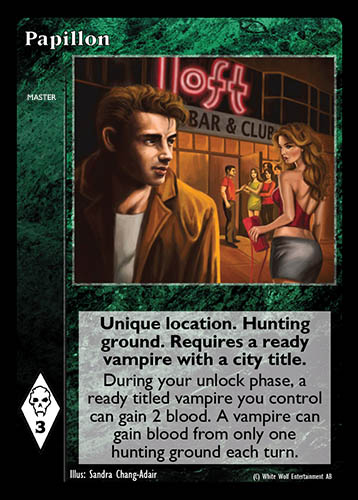 Papillon
MASTER
loft
BAR & CLUB
Unique location. Hunting
ground. Requires a ready
vampire with a city title.
During your unlock phase, a
ready titled vampire you control
can gain 2 blood. A vampire can
gain blood from only one
hunting ground each turn.
3
Illus: Sandra Chang-Adair
(C) White Wolf Entertainment AB